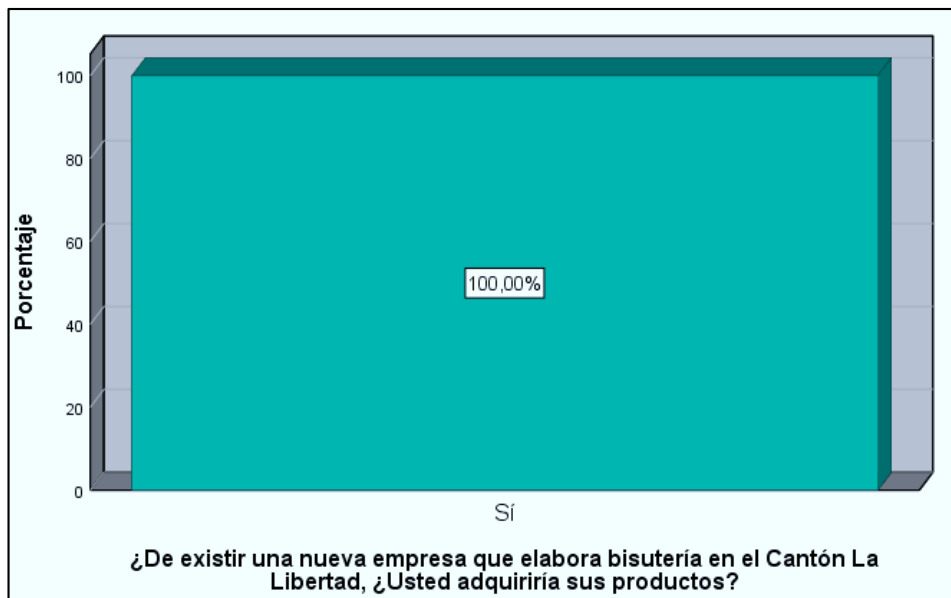 100
80
60
40
20
0
Porcentaje
100,00%
Sí
¿De existir una nueva empresa que elabora bisutería en el Cantón La
Libertad, ¿Usted adquiriría sus productos?